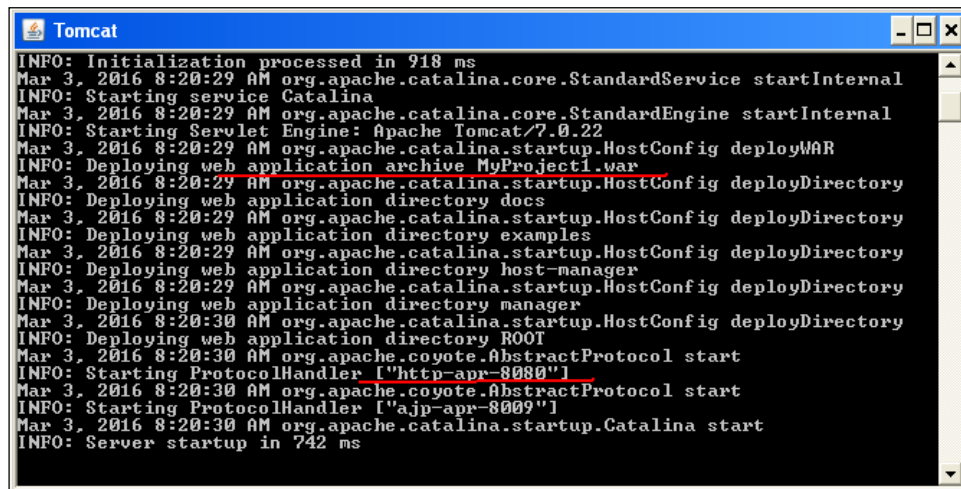 Tomcat
INFO: Initialization processed in 918 ms
Mar 3, 2016 8:20:29 AM org.apache.catalina.core.StandardService startInternal
INFO: Starting service Catalina
Mar 3, 2016 8:20:29 AM org.apache.catalina.core.StandardEngine startInternal
INFO: Starting Servlet Engine: Apache Tomcat/7.0.22
Mar 3, 2016 8:20:29 AM org.apache.catalina.startup.HostConfig deployWAR
INFO: Deploying web application archive MyProject1.war
Mar 3, 2016 8:20:29 AM org.apache.catalina.startup.HostConfig deployDirectory
INFO: Deploying web application directory docs
Mar 3, 2016 8:20:29 AM org.apache.catalina.startup.HostConfig deployDirectory
INFO: Deploying web application directory examples
Mar 3, 2016 8:20:29 AM org.apache.catalina.startup.HostConfig deployDirectory
INFO: Deploying web application directory host-manager
Mar 3, 2016 8:20:29 AM org.apache.catalina.startup.HostConfig deployDirectory
INFO: Deploying web application directory manager
Mar 3, 2016 8:20:30 AM org.apache.catalina.startup.HostConfig deployDirectory
INFO: Deploying web application directory ROOT
Mar 3, 2016 8:20:30 AM org.apache.coyote.AbstractProtocol start
INFO: Starting ProtocolHandler ["http-apr-8080"]
Mar 3, 2016 8:20:30 AM org.apache.coyote.AbstractProtocol start
INFO: Starting ProtocolHandler ["ajp-apr-8009"]
Mar 3, 2016 8:20:30 AM org.apache.catalina.startup.Catalina start
INFO: Server startup in 742 ms